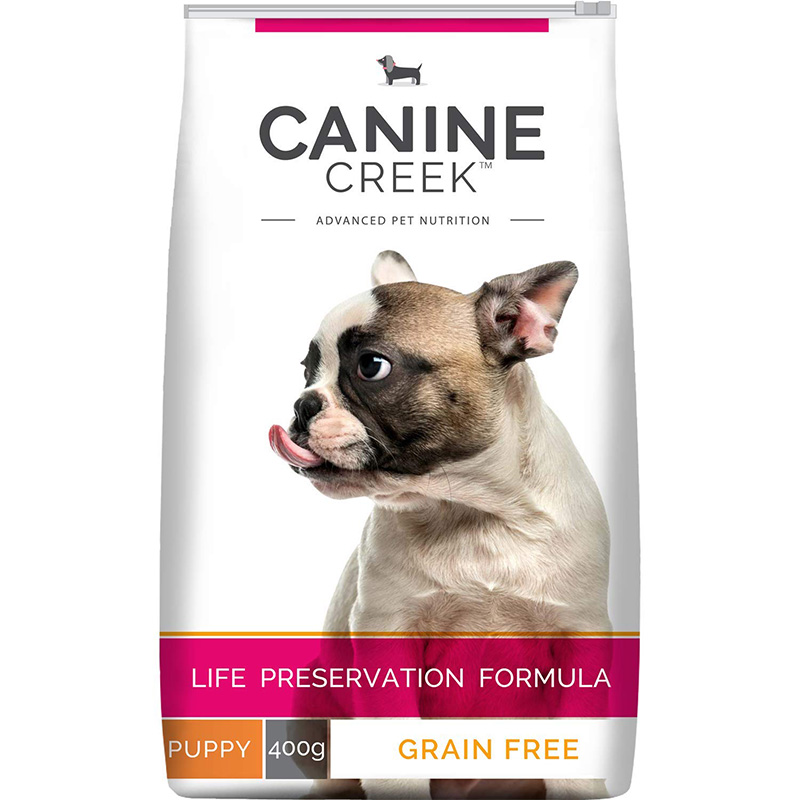 CANINE
CREEK™
ADVANCED PET NUTRITION
LIFE PRESERVATION FORMULA
PUPPY 400g GRAIN FREE